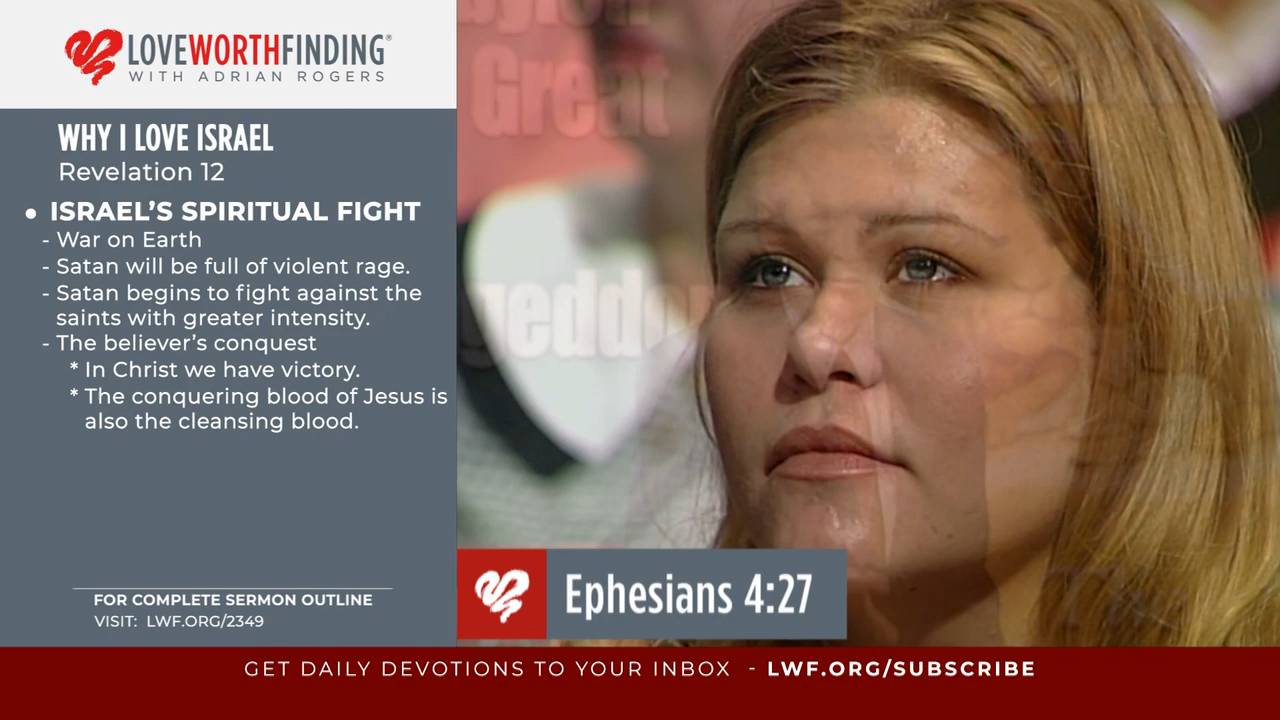 LOVEWORTHFINDING®
WITH ADRIAN ROGERS
WHY I LOVE ISRAEL
Revelation 12
● ISRAEL'S SPIRITUAL FIGHT
- War on Earth
- Satan will be full of violent rage.
- Satan begins to fight against the
saints with greater intensity.
- The believer's conquest
* In Christ we have victory.
* The conquering blood of Jesus is
also the cleansing blood.
FOR COMPLETE SERMON OUTLINE
VISIT: LWF.ORG/2349
Great
Ephesians 4:27
GET DAILY DEVOTIONS TO YOUR INBOX - LWF.ORG/SUBSCRIBE